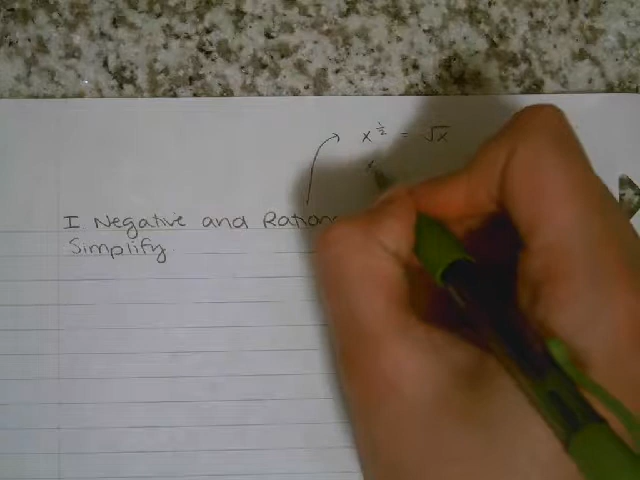 x^½ = √x
x
I Negative and Ration
Simplify